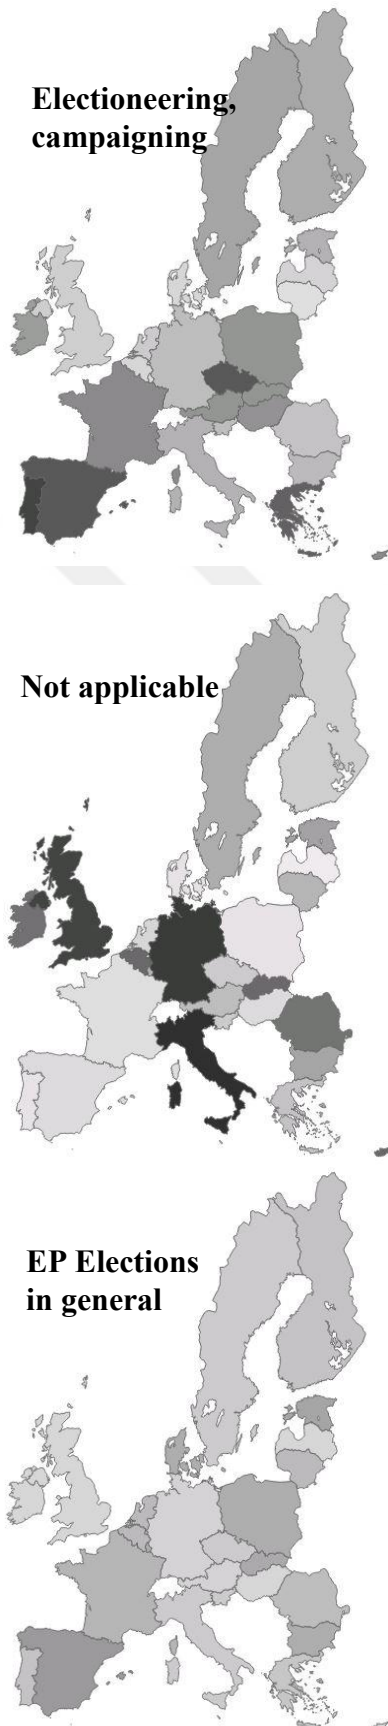 Electioneering,
campaigning
Not applicable
EP Elections
in general